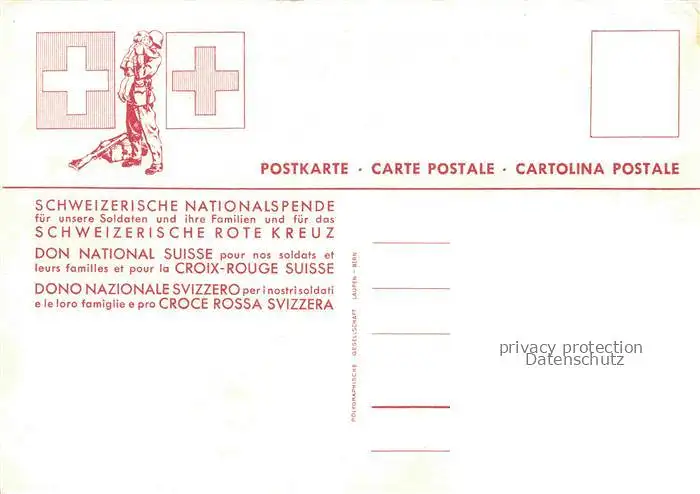 POSTKARTE · CARTE POSTALE · CARTOLINA POSTALE
SCHWEIZERISCHE NATIONALSPENDE
für unsere Soldaten und ihre Familien und für das
SCHWEIZERISCHE ROTE KREUZ
DON NATIONAL SUISSE pour nos soldats et
leurs familles et pour la CROIX-ROUGE SUISSE
DONO NAZIONALE SVIZZERO per i nostri soldati
e le loro famiglie e pro CROCE ROSSA SVIZZERA
POLYGRAPHISCHE GESELLSCHAFT LAUPEN-BERN
privacy protection
Datenschutz